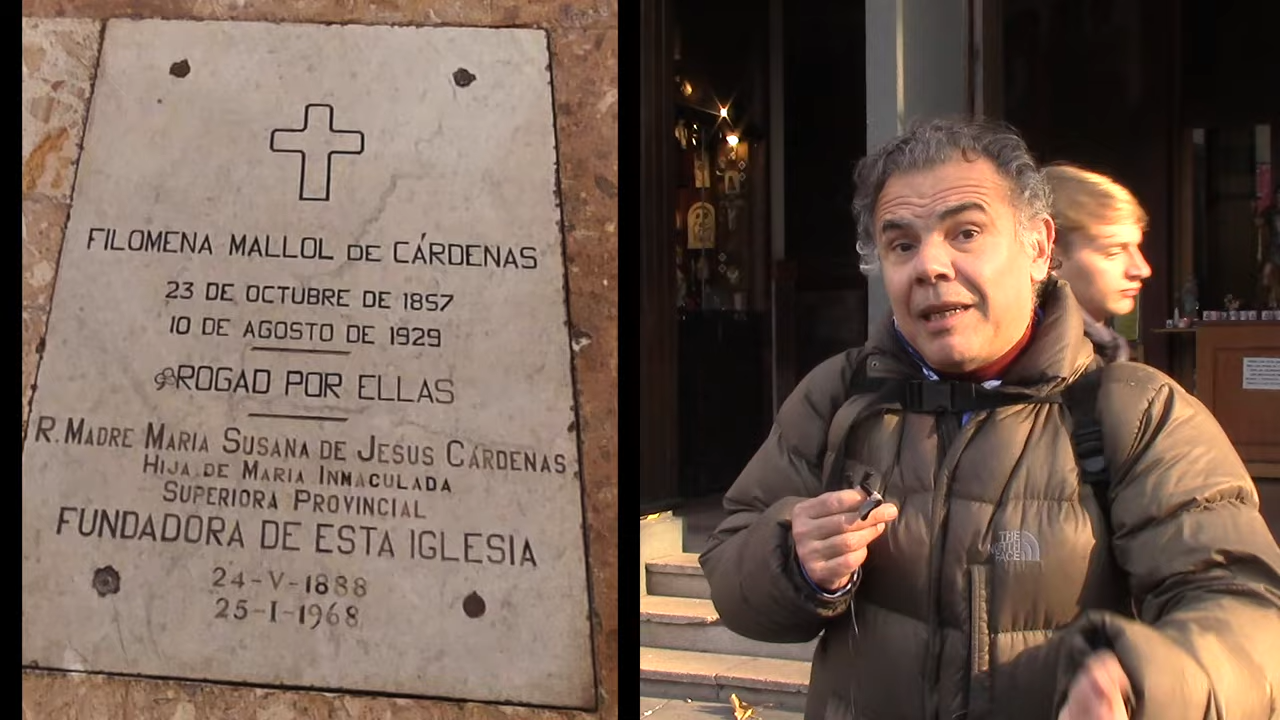 FILOMENA MALLOL DE CÁRDENAS
23 DE OCTUBRE DE 1857
10 DE AGOSTO DE 1929
ROGAD POR ELLAS
R. MADRE MARIA SUSANA DE JESUS CÁRDENAS
HIJA DE MARIA INMACULADA
SUPERIORA PROVINCIAL
FUNDADORA DE ESTA IGLESIA
24-V-1888
25-I-1968
THE
NORTH
FACE